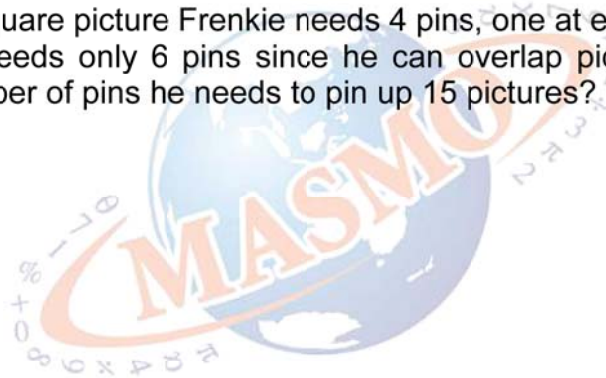 uare picture Frenkie needs 4 pins, one at e
eeds only 6 pins since he can overlap pic
ber of pins he needs to pin up 15 pictures?
MASMO